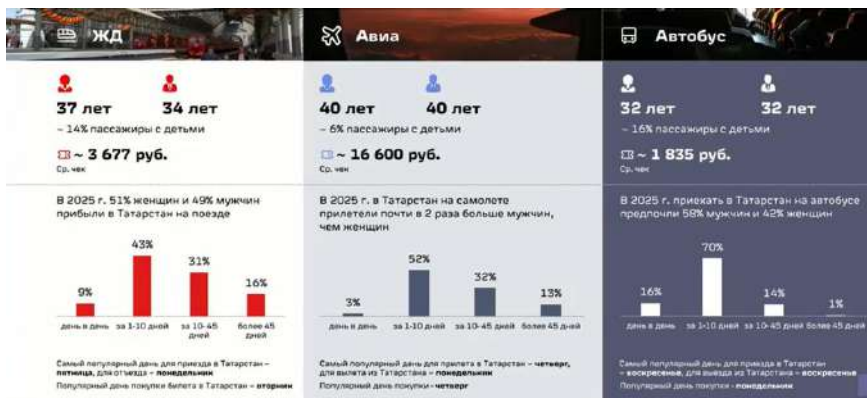 ЖД
37 лет 34 лет
~ 14% пассажиры с детьми
~ 3 677 руб.
Ср. чек
В 2025 г. 51% женщин и 49% мужчин
прибыли в Татарстан на поезде
43%
31%
16%
9%
день в день за 1-10 дней за 10-45 более 45
дней дней
Самый популярный день для приезда в Татарстан –
пятница, для отъезда – понедельник
Популярный день покупки билета в Татарстан – вторник
Авиа
40 лет 40 лет
~ 6% пассажиры с детьми
~ 16 600 руб.
Ср. чек
В 2025 г. в Татарстан на самолете
прилетели почти в 2 раза больше мужчин,
чем женщин
52%
32%
13%
3%
день в день за 1-10 дней за 10-45 дней более 45 дней
Самый популярный день для прилета в Татарстан – четверг,
для вылета из Татарстана – понедельник
Популярный день покупки - четверг
Автобус
32 лет 32 лет
~ 16% пассажиры с детьми
~ 1 835 руб.
Ср. чек
В 2025 г. приехать в Татарстан на автобусе
предпочли 58% мужчин и 42% женщин
70%
16%
14%
1%
день в день за 1-10 дней за 10-45 дней более 45 дней
Самый популярный день для приезда в Татарстан
– воскресенье, для выезда из Татарстана – воскресенье
Популярный день покупки - понедельник